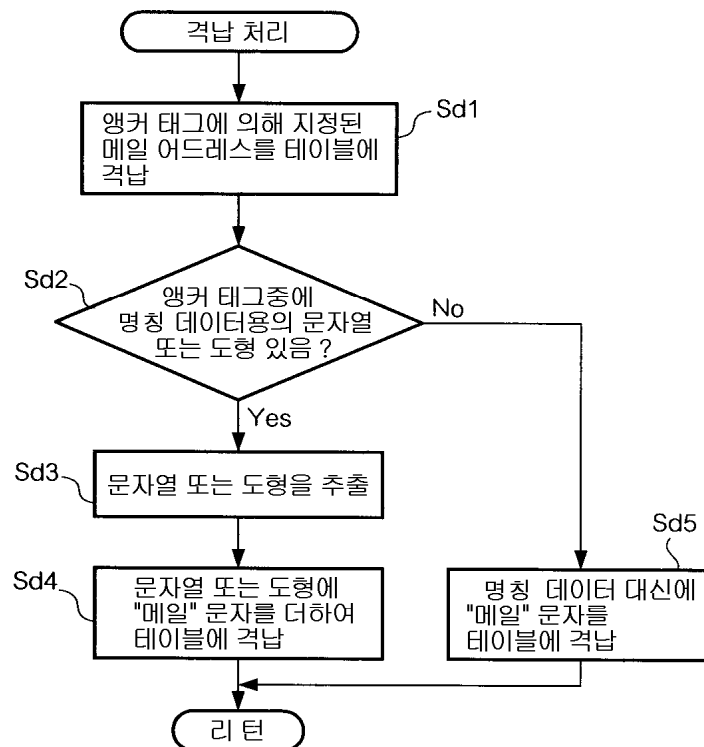 격납 처리
Sd1
앵커 태그에 의해 지정된
메일 어드레스를 테이블에
격납
Sd2
앵커 태그중에
명칭 데이터용의 문자열
또는 도형 있음 ?
No
Yes
Sd3
문자열 또는 도형을 추출
Sd4
문자열 또는 도형에
"메일" 문자를 더하여
테이블에 격납
Sd5
명칭 데이터 대신에
"메일" 문자를
테이블에 격납
리 턴